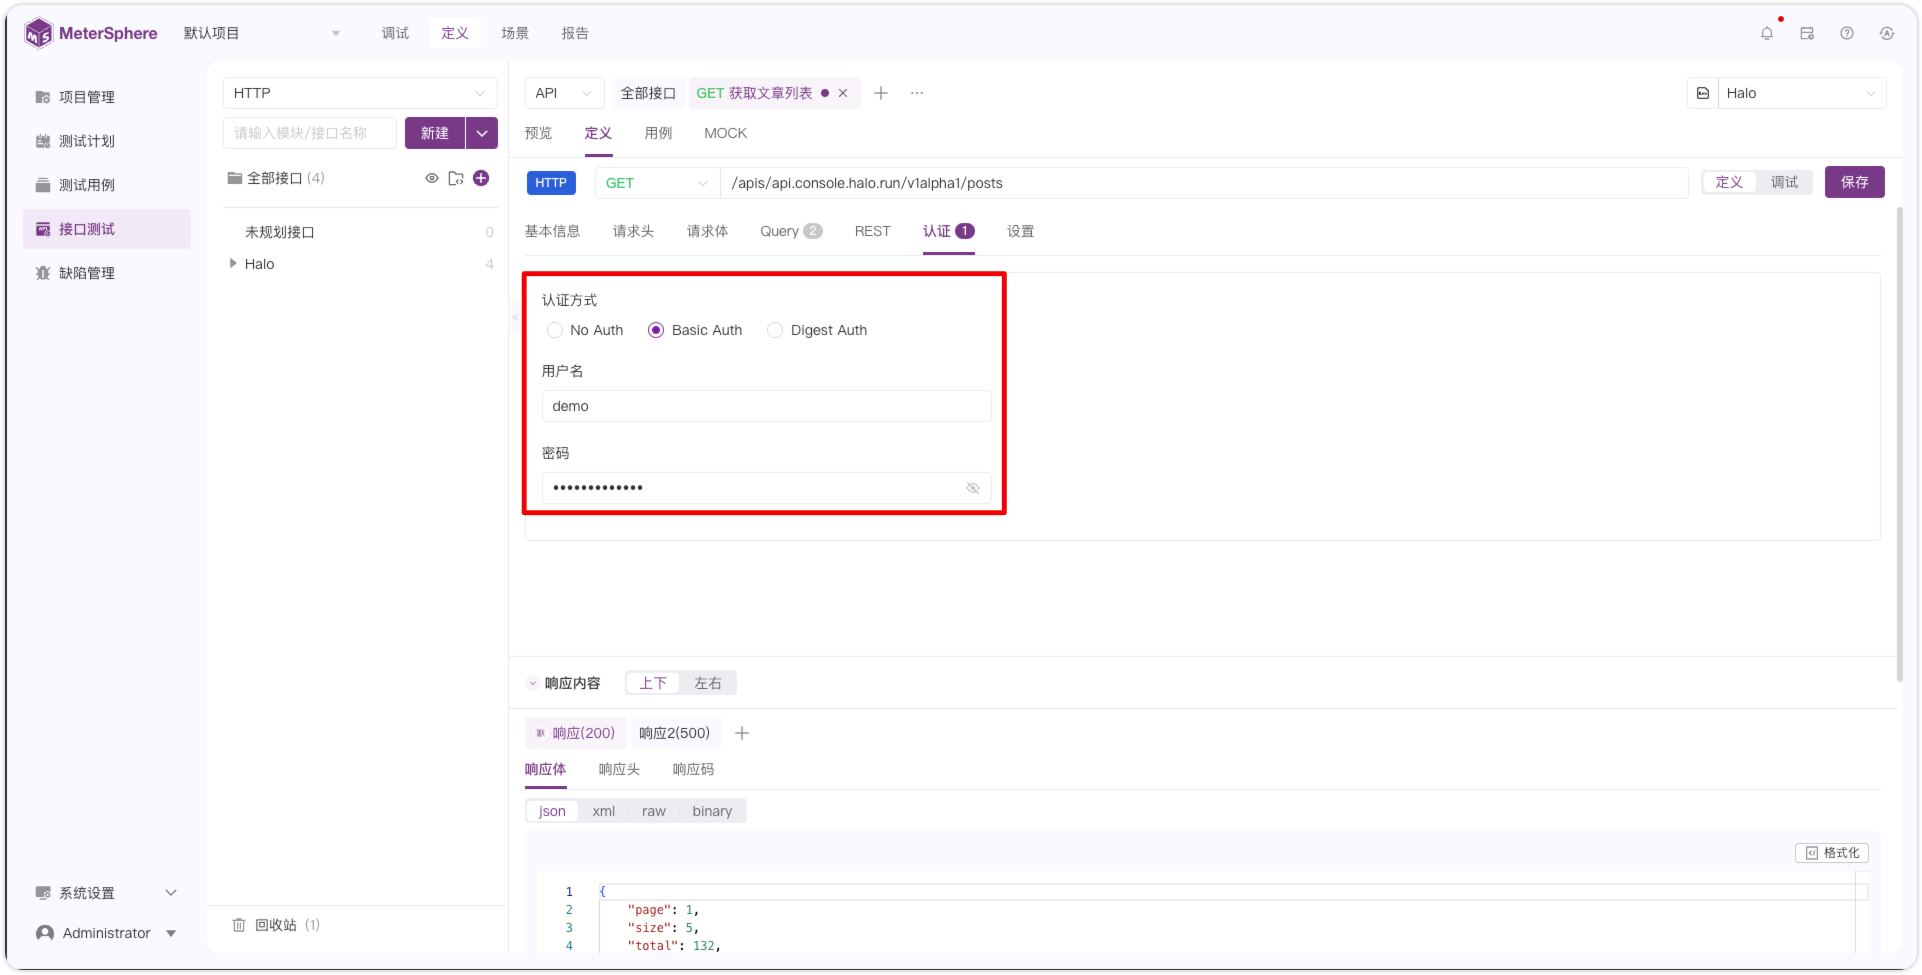 MeterSphere 默认项目 调试 定义 场景 报告
项目管理
测试计划
测试用例
接口测试
缺陷管理
系统设置
Administrator
HTTP
请输入模块/接口名称 新建
全部接口 (4)
未规划接口 0
Halo 4
回收站 (1)
API 全部接口 GET 获取文章列表 Halo
预览 定义 用例 MOCK
HTTP GET /apis/api.console.halo.run/v1alpha1/posts 定义 调试 保存
基本信息 请求头 请求体 Query 2 REST 认证 1 设置
认证方式
No Auth Basic Auth Digest Auth
用户名
demo
密码
•••••••••••••
响应内容 上下 左右
默 响应(200) 响应2(500)
响应体 响应头 响应码
json xml raw binary
格式化
1 {
2 "page": 1,
3 "size": 5,
4 "total": 132,